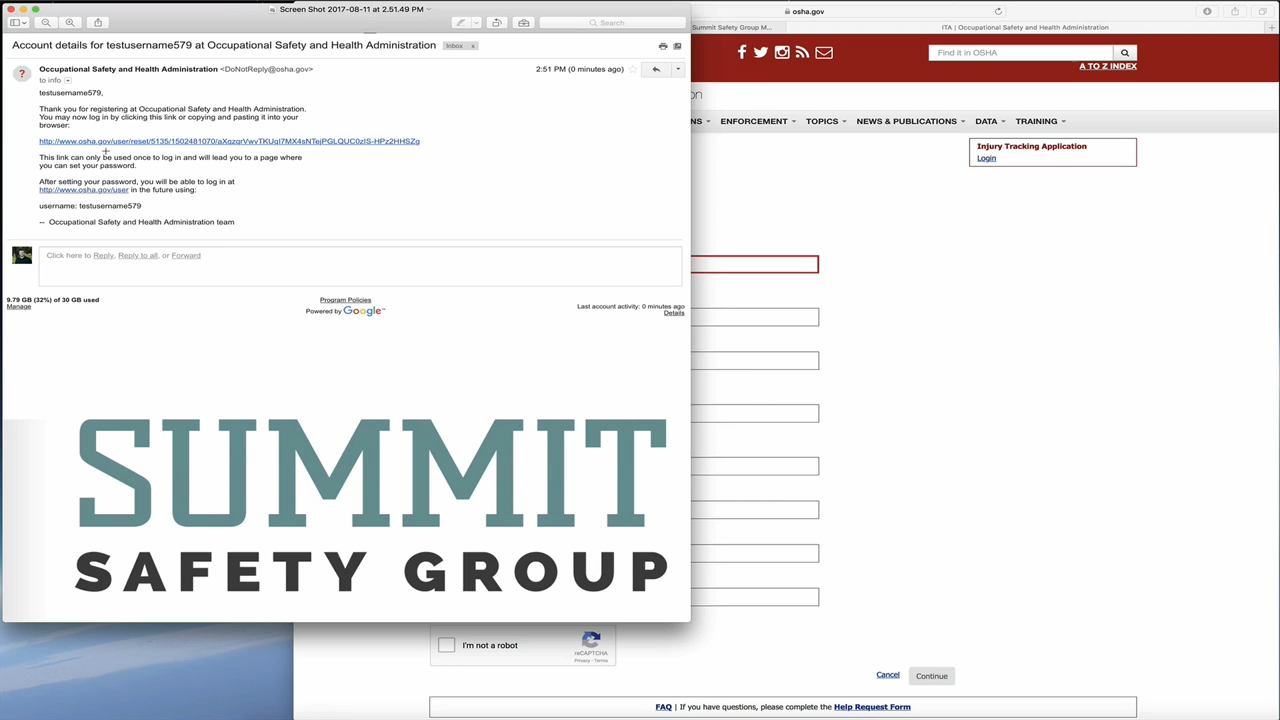 Screen Shot 2017-08-11 at 2.51.49 PM
Search
Account details for testusername579 at Occupational Safety and Health Administration
Inbox x
Occupational Safety and Health Administration <DoNotReply@osha.gov>
2:51 PM (0 minutes ago)
to info
testusername579,
Thank you for registering at Occupational Safety and Health Administration.
You may now log in by clicking this link or copying and pasting it into your
browser:
This link can only be used once to log in and will lead you to a page where
you can set your password.
After setting your password, you will be able to log in at
http://www.osha.gov/user in the future using:
username: testusername579
-- Occupational Safety and Health Administration team
Click here to Reply, Reply to all, or Forward
9.79 GB (32%) of 30 GB used
Manage
Program Policies
Powered by Google™
Last account activity: 0 minutes ago
Details
SUMMIT
SAFETY GROUP
osha.gov
Summit Safety Group M...
ITA | Occupational Safety and Health Administration
Find it in OSHA
A TO Z INDEX
on
NS
ENFORCEMENT
TOPICS
NEWS & PUBLICATIONS
DATA
TRAINING
Injury Tracking Application
Login
I'm not a robot
reCAPTCHA
Privacy - Terms
Cancel
Continue
FAQ | If you have questions, please complete the Help Request Form